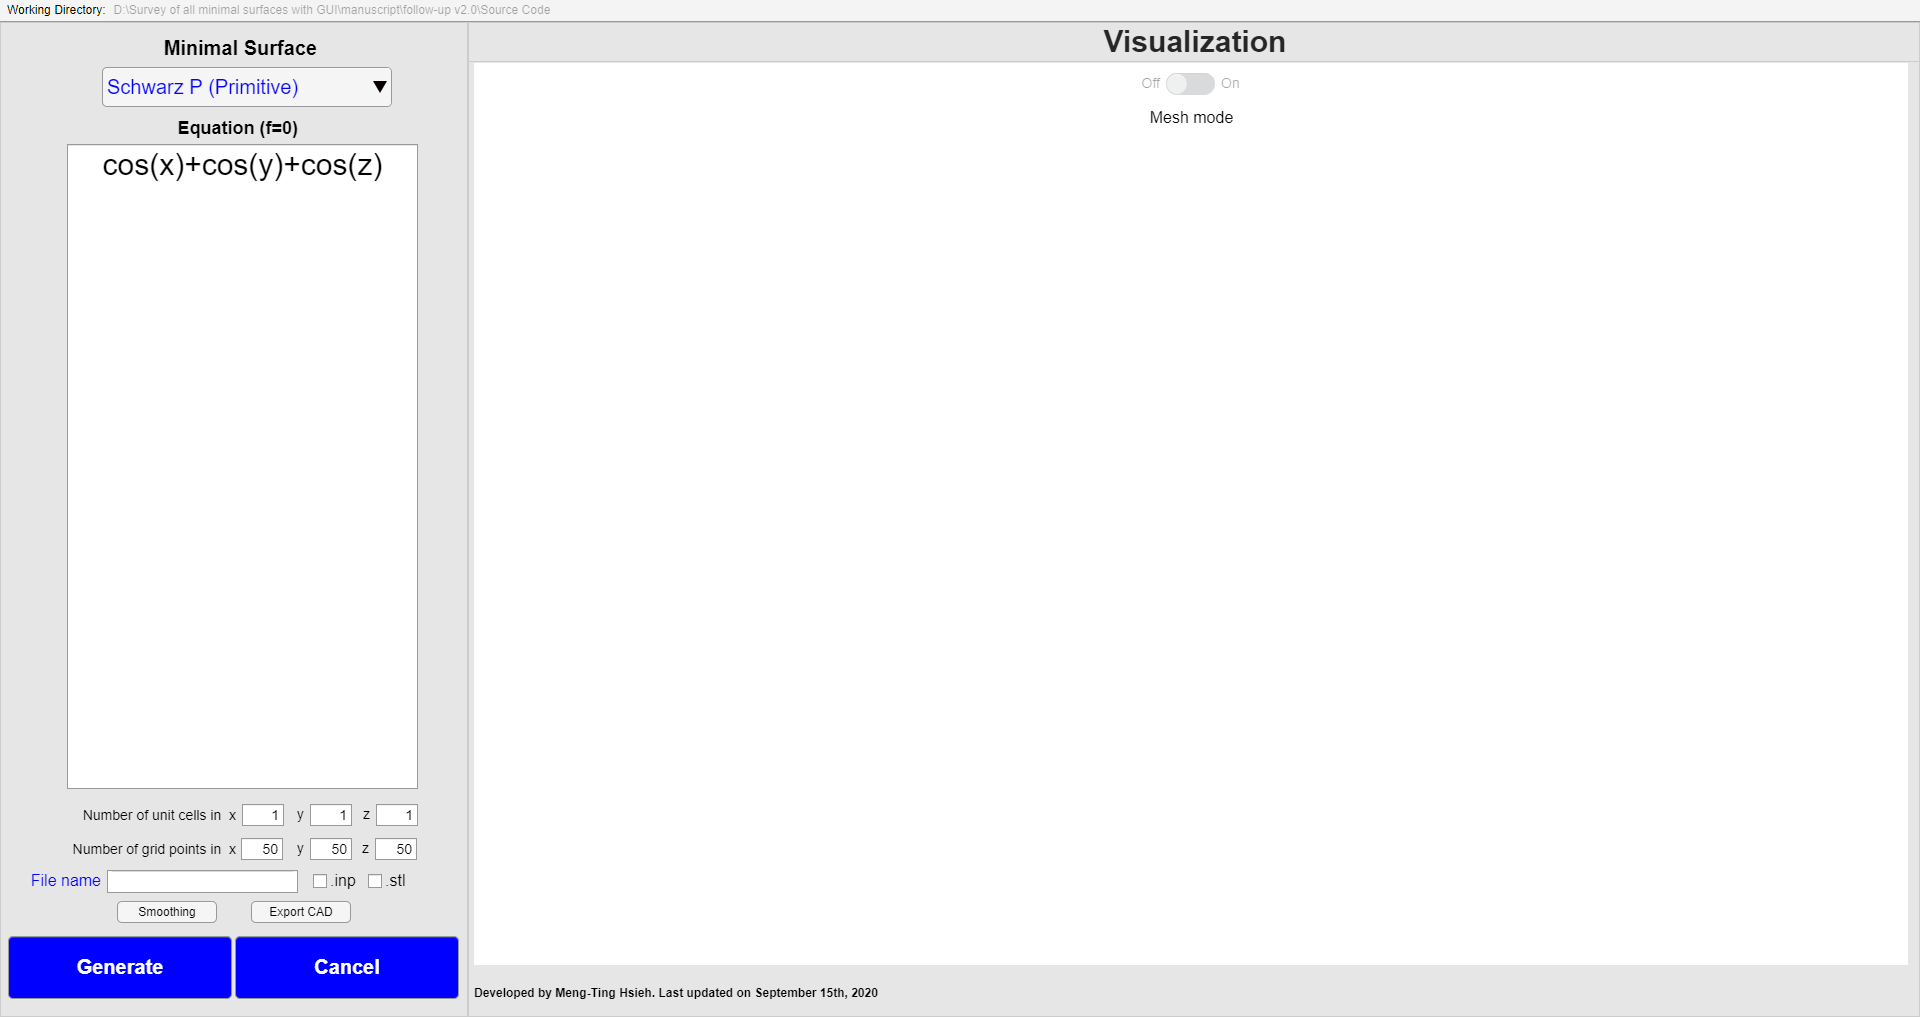 Working Directory: D:\Survey of all minimal surfaces with GUI\manuscript\follow-up v2.0\Source Code
Minimal Surface
Schwarz P (Primitive)
Equation (f=0)
cos(x)+cos(y)+cos(z)
Number of unit cells in x 1 y 1 z 1
Number of grid points in x 50 y 50 z 50
File name .inp .stl
Smoothing Export CAD
Generate Cancel
Visualization
Off On
Mesh mode
Developed by Meng-Ting Hsieh. Last updated on September 15th, 2020